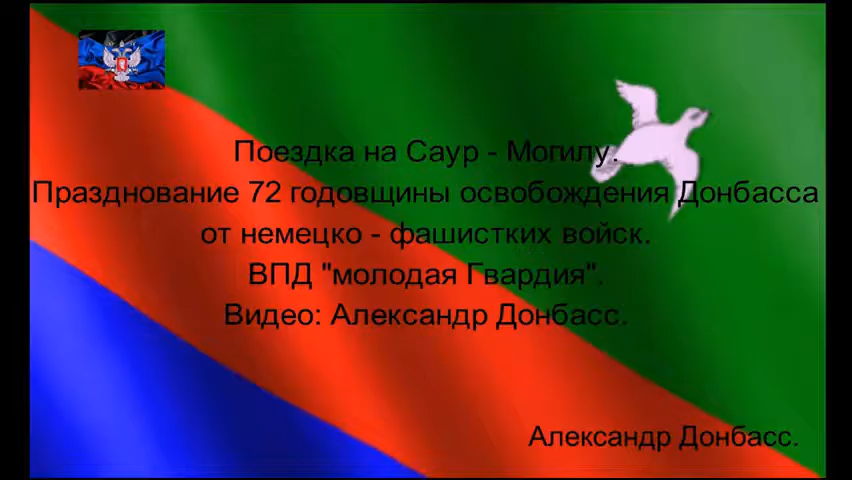 Поездка на Саур - Могилу.
Празднование 72 годовщины освобождения Донбасса
от немецко - фашистких войск.
ВПД "молодая Гвардия".
Видео: Александр Донбасс.
Александр Донбасс.